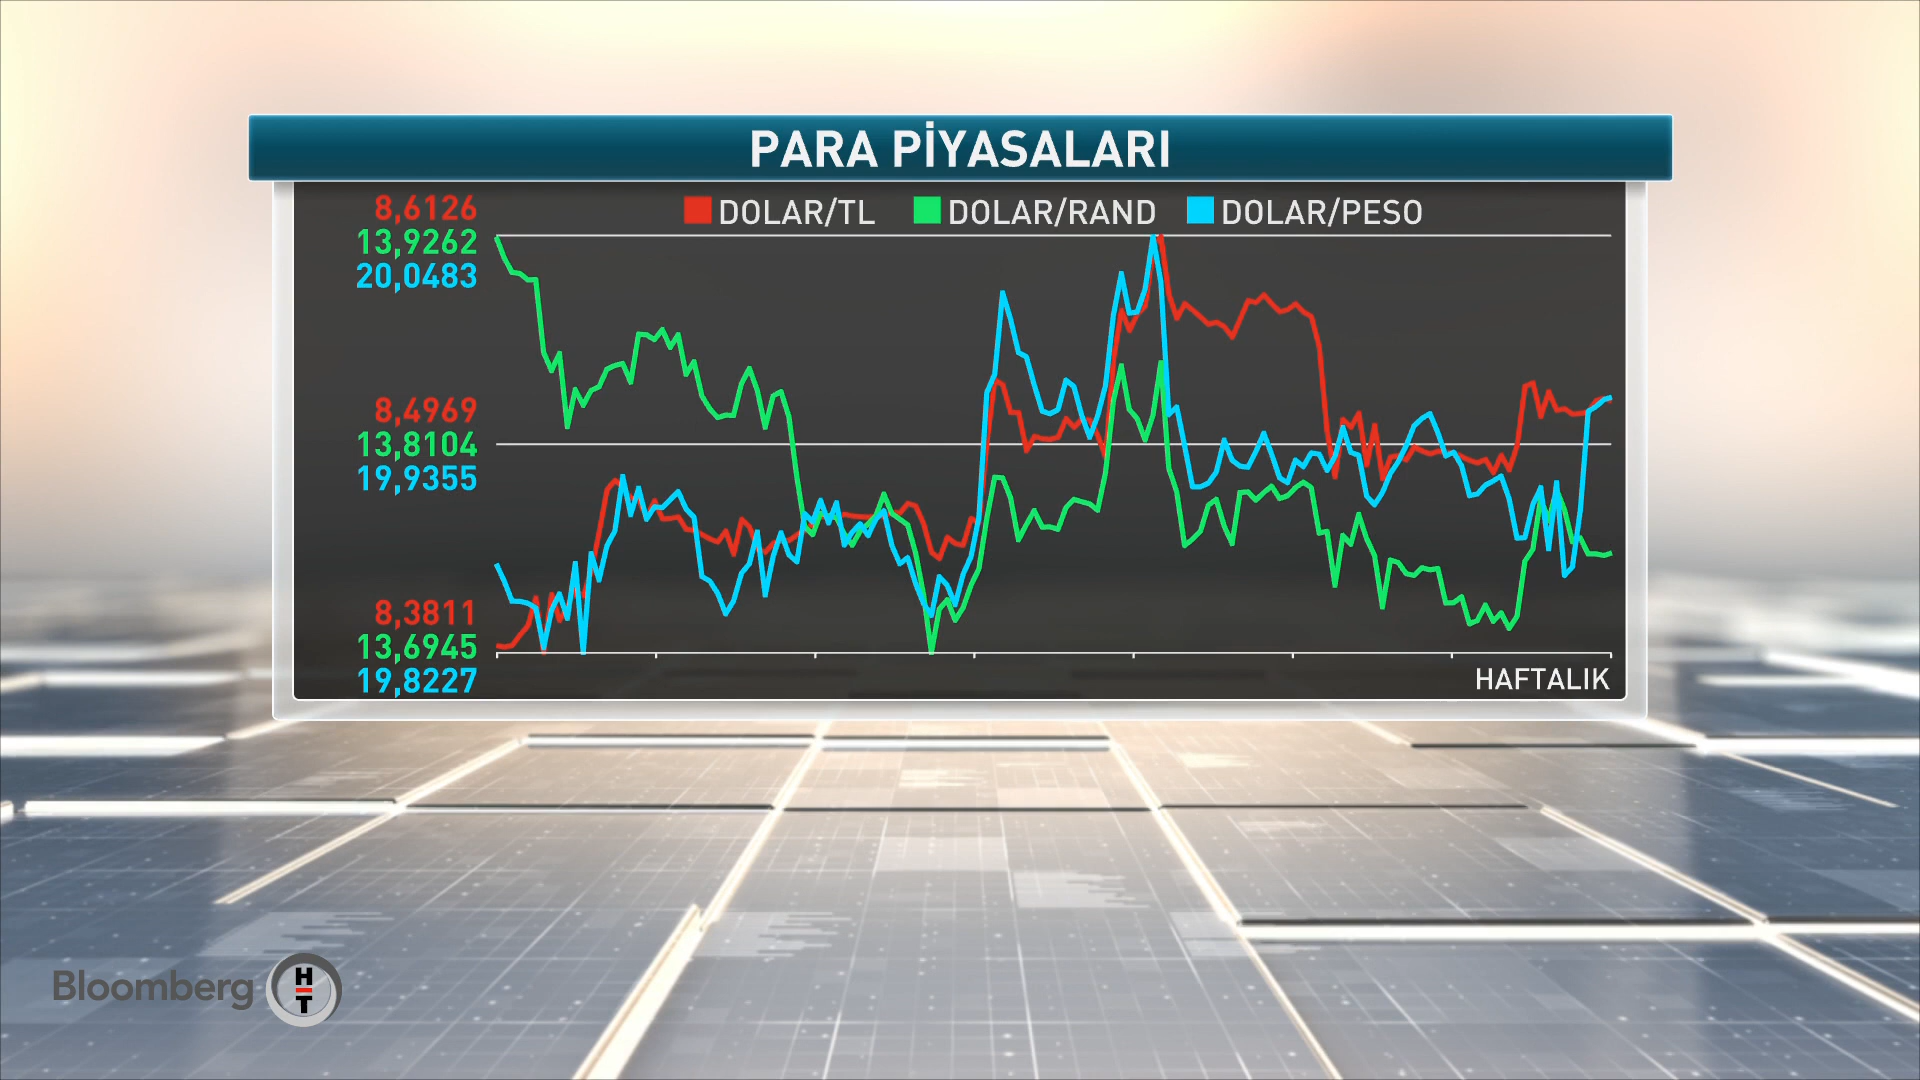 PARA PİYASALARI
8,6126
13,9262
20,0483
DOLAR/TL DOLAR/RAND DOLAR/PESO
8,4969
13,8104
19,9355
8,3811
13,6945
19,8227
HAFTALIK
Bloomberg HT